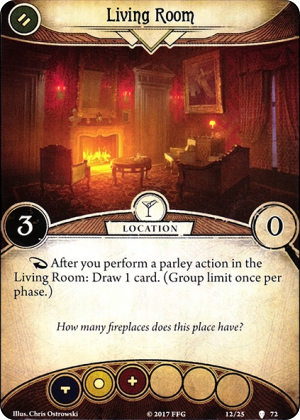 Living Room
3
LOCATION
0
After you perform a parley action in the
Living Room: Draw 1 card. (Group limit once per
phase.)
How many fireplaces does this place have?
Illus. Chris Ostrowski
© 2017 FFG
12/25
72